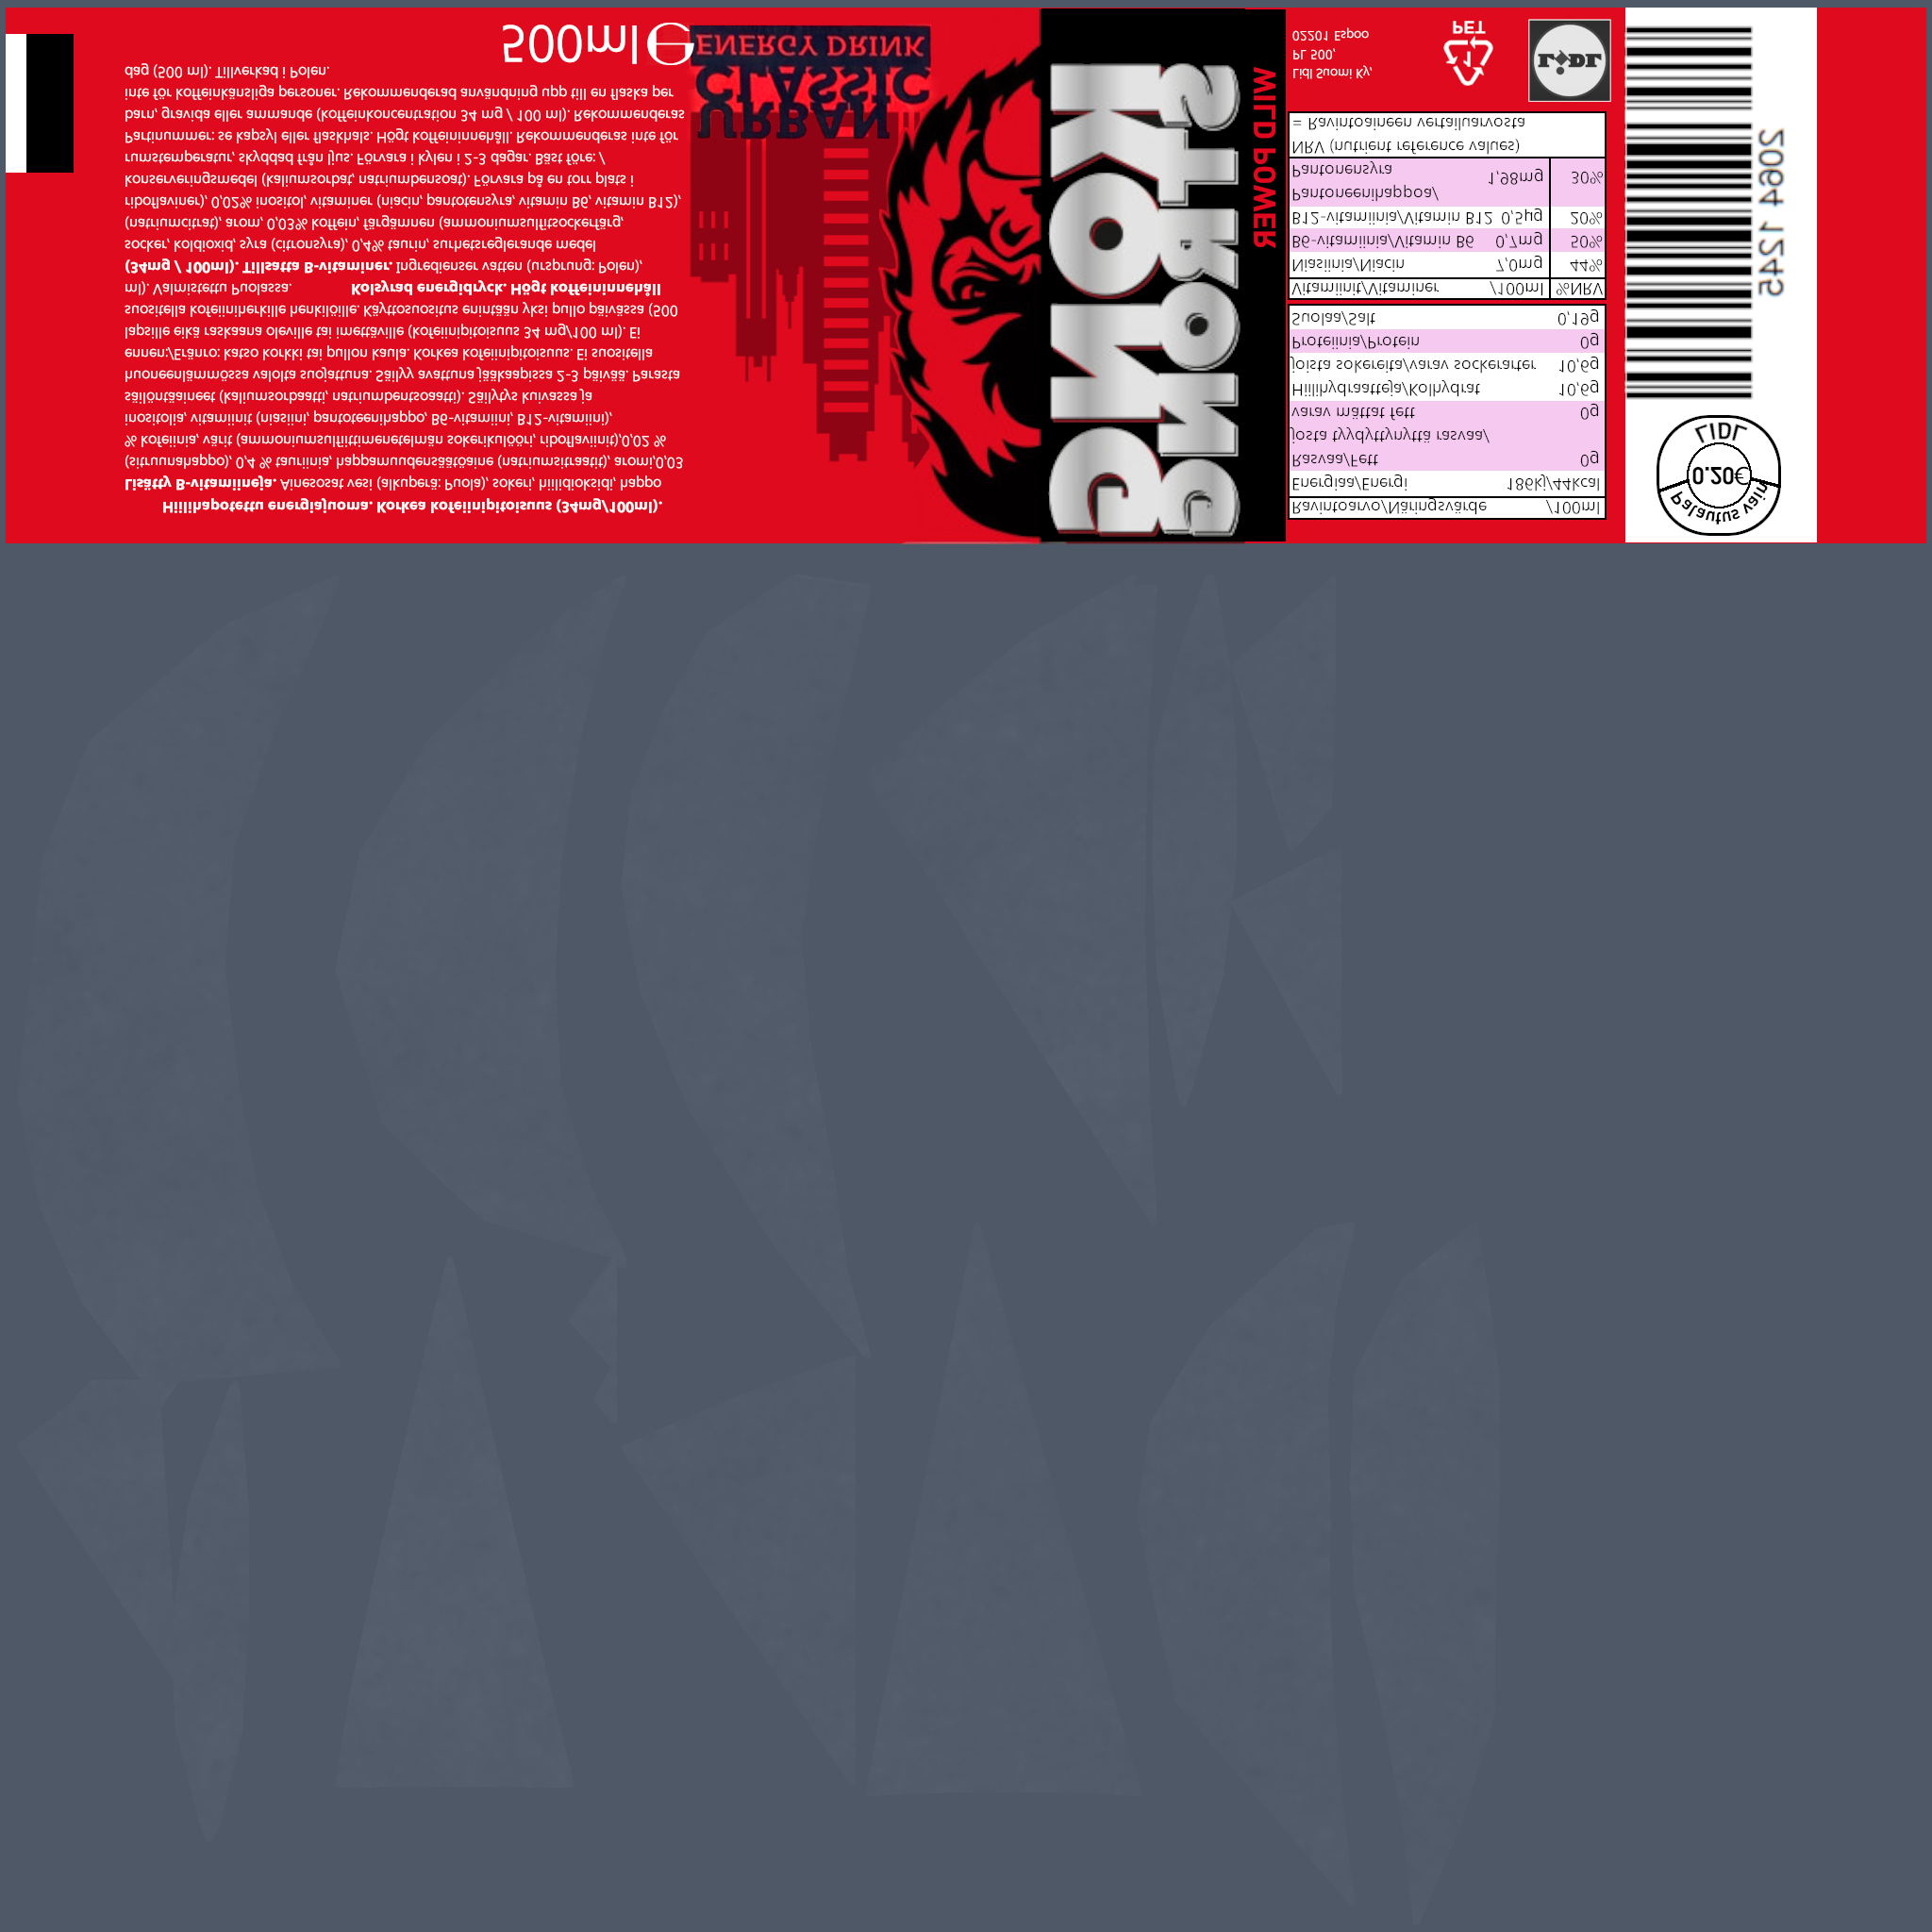 Hiilihapotettu energiajuoma. Korkea kofeiinipitoisuus (34mg/100ml).
Lisätty B-vitamiineja. Ainesosat vesi (alkuperä: Puola), sokeri, hiilidioksidi, happo
(sitruunahappo), 0,4 % tauriinia, happamuudensäätöaine (natriumsitraatit), aromi,0,03
% kofeiinia, värit (ammoniumsulfiittimenetelmän sokerikulööri, riboflaviinit),0,02 %
inositolia, vitamiinit (niasiini, pantoteenihappo, B6-vitamiini, B12-vitamiini),
säilöntäaineet (kaliumsorbaatti, natriumbentsoaatti). Säilytys kuivassa ja
huoneenlämmössä valolta suojattuna. Säilyy avattuna jääkaapissa 2-3 päivää. Parasta
ennen:/Eränro: katso korkki tai pullon kaula. Korkea kofeiinipitoisuus. Ei suositella
lapsille eikä raskaana oleville tai imettäville (kofeiinipitoisuus 34 mg/100 ml). Ei
suositella kofeiiniherkille henkilöille. Käyttosuositus enintään yksi pullo päivässä (500
ml). Valmistettu Puolassa. Kolsyrad energidryck. Högt koffeininnehåll
(34mg / 100ml). Tillsatta B-vitaminer. Ingredienser vatten (ursprung: Polen),
socker, koldioxid, syra (citronsyra), 0,4% taurin, surhetsreglerande medel
(natriumcitrat), arom, 0,03% koffein, färgämnen (ammoniumsulfitsockerfärg,
riboflaviner), 0,02% inositol, vitaminer (niacin, pantotensyra, vitamin B6, vitamin B12),
konserveringsmedel (kaliumsorbat, natriumbensoat). Förvara på en torr plats i
rumstemperatur, skyddad från ljus. Förvara i kylen i 2-3 dagar. Bäst före: /
Partinummer: se kapsyl eller flaskhals. Högt koffeininnehåll. Rekommenderas inte för
barn, gravida eller ammande (koffeinkoncentration 34 mg / 100 ml). Rekommenderas
inte för koffeinkänsliga personer. Rekommenderad användning upp till en flaska per
dag (500 ml). Tillverkad i Polen.
500ml e
URBAN
CLASSIC
ENERGY DRINK
STRONG
KONG
WILD POWER
Ravintoarvo/Näringsvärde /100ml
Energiaa/Energi 186kj/44kcal
Rasvaa/Fett 0g
josta tyydyttynyttä rasvaa/
varav mättat fett 0g
Hiilihydraatteja/Kolhydrat 10,6g
joista sokereita/varav sockerarter 10,6g
Proteiinia/Protein 0g
Suolaa/Salt 0,19g
Vitamiinit/Vitaminer /100ml %NRV
Niasiinia/Niacin 7,0mg 44%
B6-vitamiinia/Vitamin B6 0,7mg 50%
B12-vitamiinia/Vitamin B12 0,5hg 20%
Pantoneenihappoa/
Pantonensyra 1,98mg 30%
NRV (nutrient reference values)
= Ravintoaineen vertailuarvosta
Lidl Suomi Ky,
PL 500,
02201 Espoo
1
PET
LIDL
Palautus vain
0.20€
LIDL
2064 1245